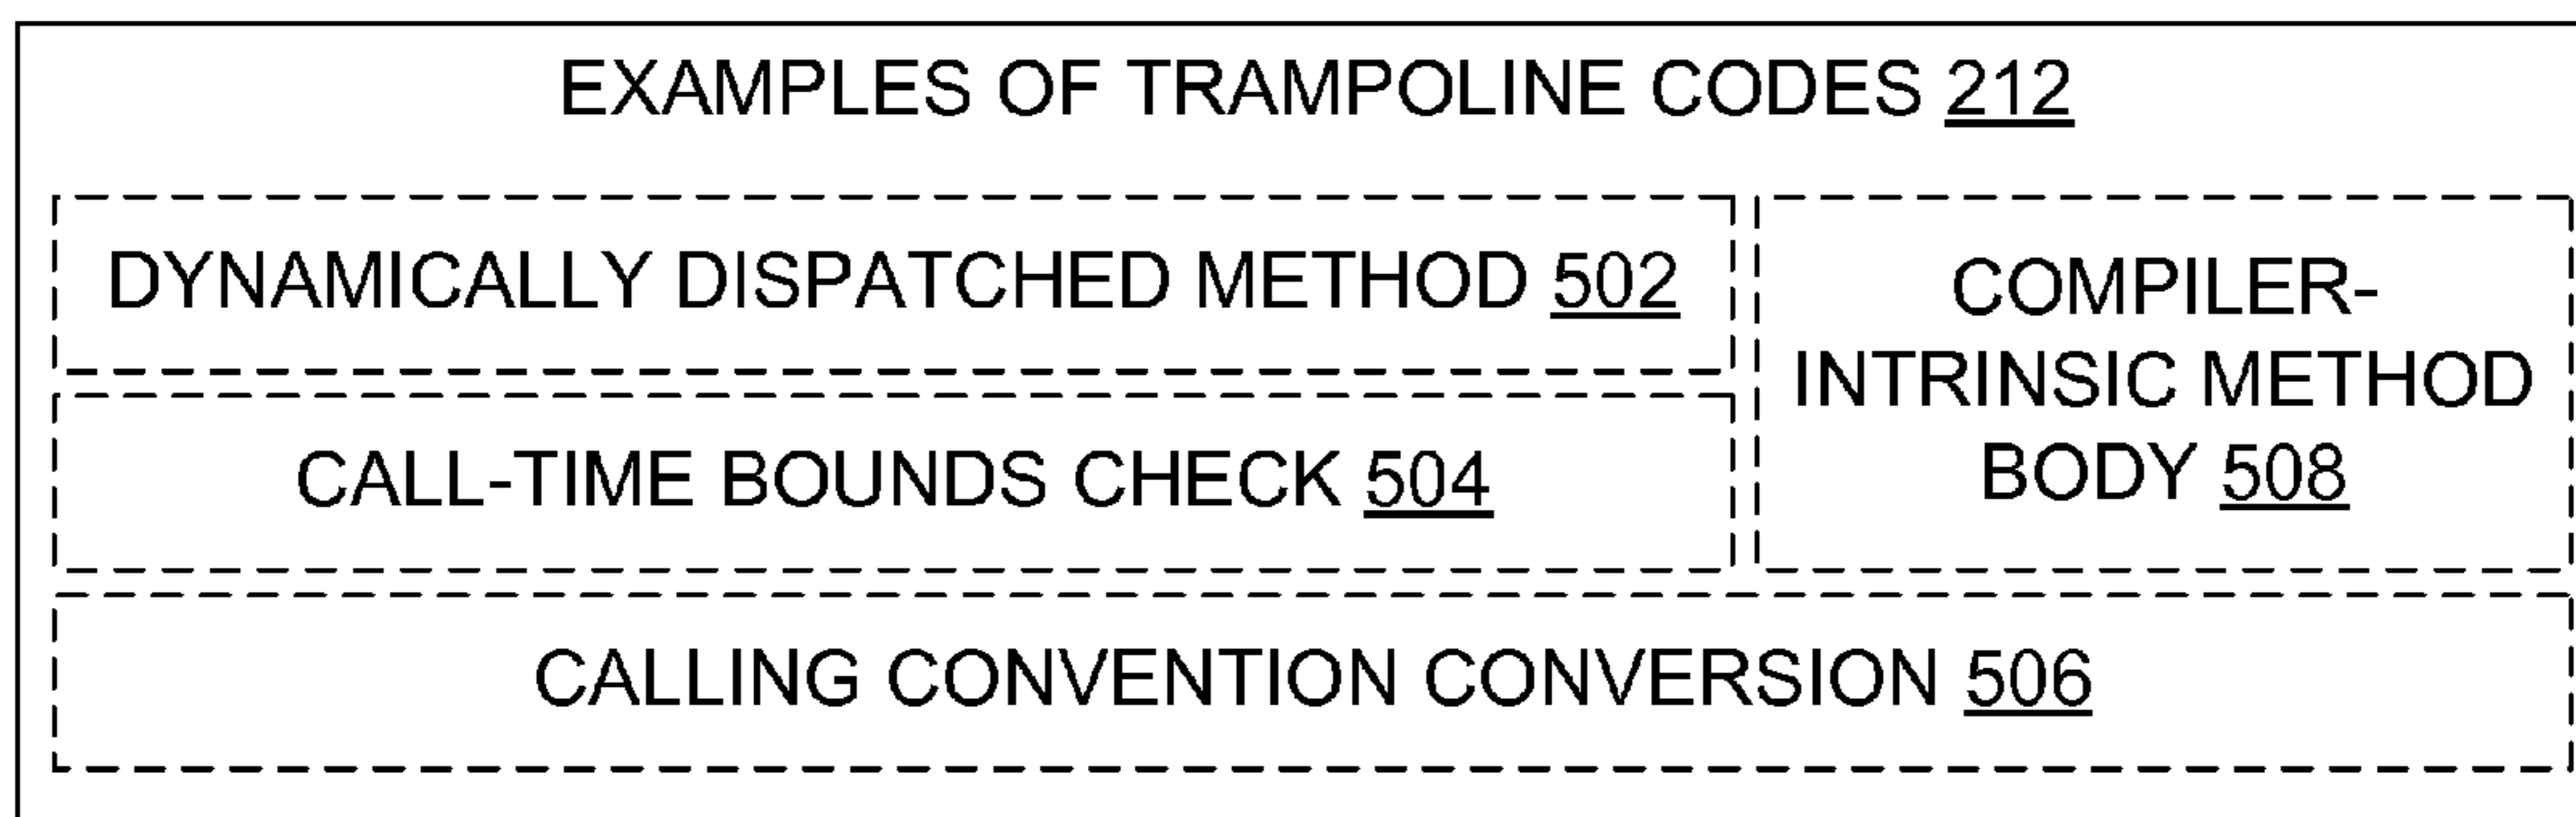 EXAMPLES OF TRAMPOLINE CODES 212
DYNAMICALLY DISPATCHED METHOD 502
CALL-TIME BOUNDS CHECK 504
COMPILER-
INTRINSIC METHOD
BODY 508
CALLING CONVENTION CONVERSION 506